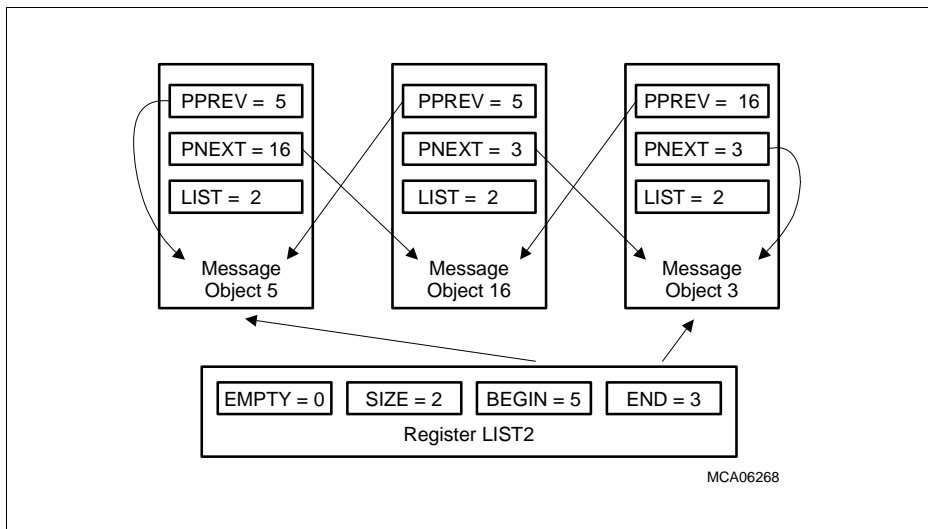 PPREV = 5
PNEXT = 16
LIST = 2
Message
Object 5
PPREV = 5
PNEXT = 3
LIST = 2
Message
Object 16
PPREV = 16
PNEXT = 3
LIST = 2
Message
Object 3
EMPTY = 0
SIZE = 2
BEGIN = 5
END = 3
Register LIST2
MCA06268